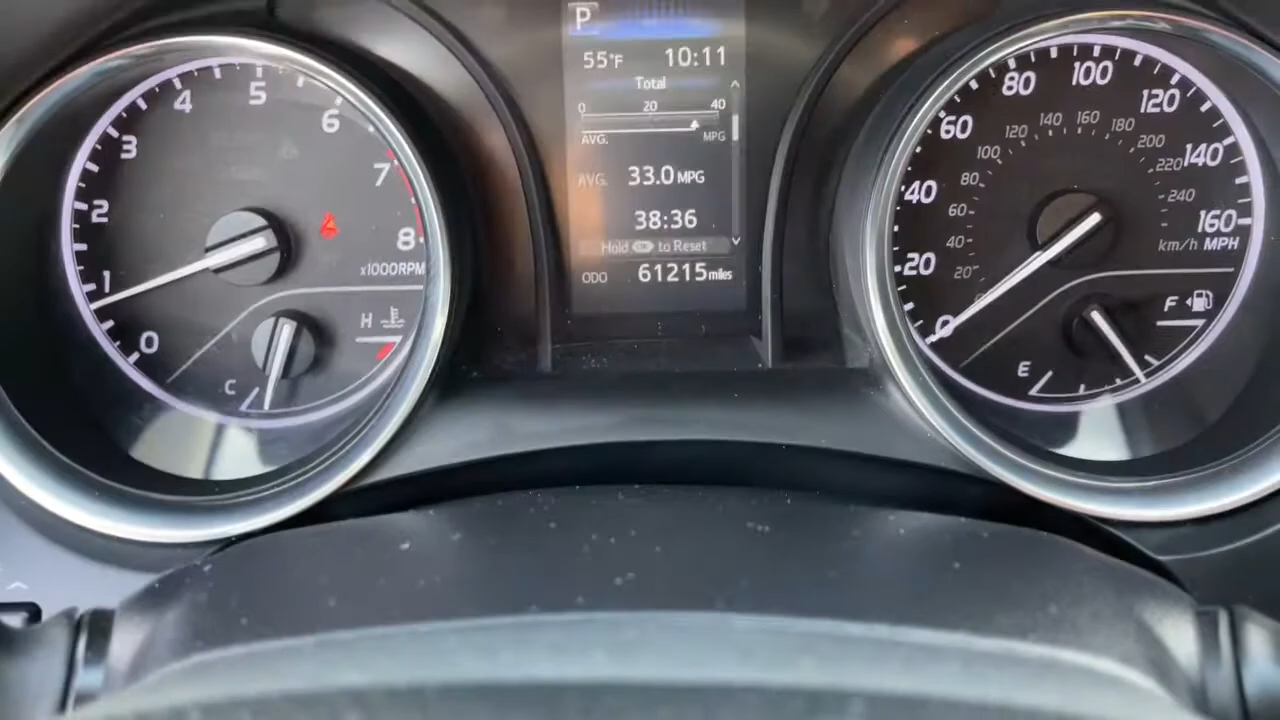 0
1
2
3
4
5
6
7
8
x1000RPM
H
C
P
55°F 10:11
Total
0 20 40
AVG. MPG
AVG. 33.0 MPG
38:36
Hold to Reset
ODO 61215 miles
0
20
40
60
80
100
120
140
160
20
40
60
80
100
120
140
160
180
200
220
240
km/h MPH
F
E